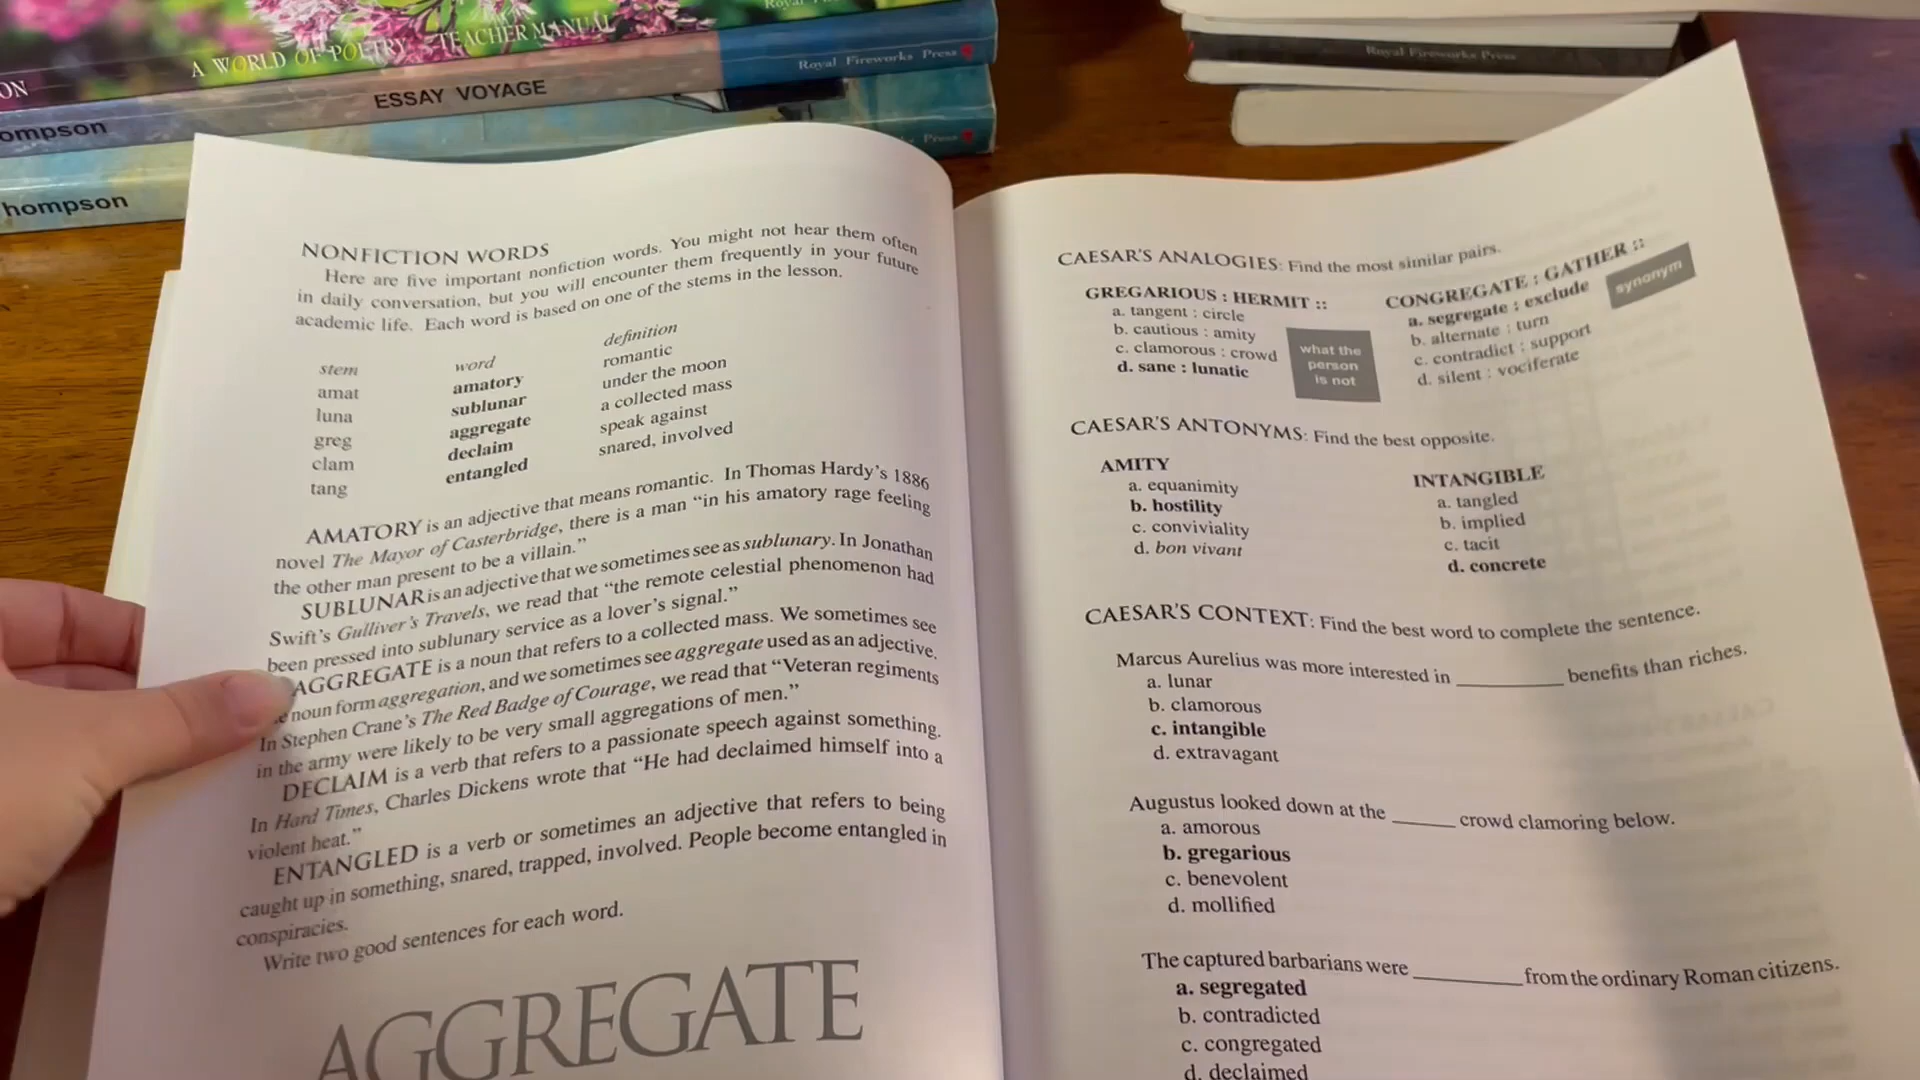 Royal
A WORLD OF POETRY TEACHER MANUAL
Royal Fireworks Press
ON
ESSAY VOYAGE
ompson
Press
hompson
Royal Fireworks Press
NONFICTION WORDS
Here are five important nonfiction words. You might not hear them often
in daily conversation, but you will encounter them frequently in your future
academic life. Each word is based on one of the stems in the lesson.
stem word definition
amat amatory romantic
luna sublunar under the moon
greg aggregate a collected mass
clam declaim speak against
tang entangled snared, involved
AMATORY is an adjective that means romantic. In Thomas Hardy's 1886
novel The Mayor of Casterbridge, there is a man "in his amatory rage feeling
the other man present to be a villain."
SUBLUNAR is an adjective that we sometimes see as sublunary. In Jonathan
Swift's Gulliver's Travels, we read that "the remote celestial phenomenon had
been pressed into sublunary service as a lover's signal."
AGGREGATE is a noun that refers to a collected mass. We sometimes see
e noun form aggregation, and we sometimes see aggregate used as an adjective.
In Stephen Crane's The Red Badge of Courage, we read that "Veteran regiments
in the army were likely to be very small aggregations of men."
DECLAIM is a verb that refers to a passionate speech against something.
In Hard Times, Charles Dickens wrote that "He had declaimed himself into a
violent heat."
ENTANGLED is a verb or sometimes an adjective that refers to being
caught up in something, snared, trapped, involved. People become entangled in
conspiracies.
Write two good sentences for each word.
AGGREGATE
CAESAR'S ANALOGIES: Find the most similar pairs.
GREGARIOUS : HERMIT ::
a. tangent : circle
b. cautious : amity
c. clamorous : crowd
d. sane : lunatic
what the
person
is not
CONGREGATE : GATHER ::
a. segregate : exclude
b. alternate : turn
c. contradict : support
d. silent : vociferate
synonym
CAESAR'S ANTONYMS: Find the best opposite.
AMITY
a. equanimity
b. hostility
c. conviviality
d. bon vivant
INTANGIBLE
a. tangled
b. implied
c. tacit
d. concrete
CAESAR'S CONTEXT: Find the best word to complete the sentence.
Marcus Aurelius was more interested in __________ benefits than riches.
a. lunar
b. clamorous
c. intangible
d. extravagant
Augustus looked down at the ______ crowd clamoring below.
a. amorous
b. gregarious
c. benevolent
d. mollified
The captured barbarians were __________ from the ordinary Roman citizens.
a. segregated
b. contradicted
c. congregated
d. declaimed